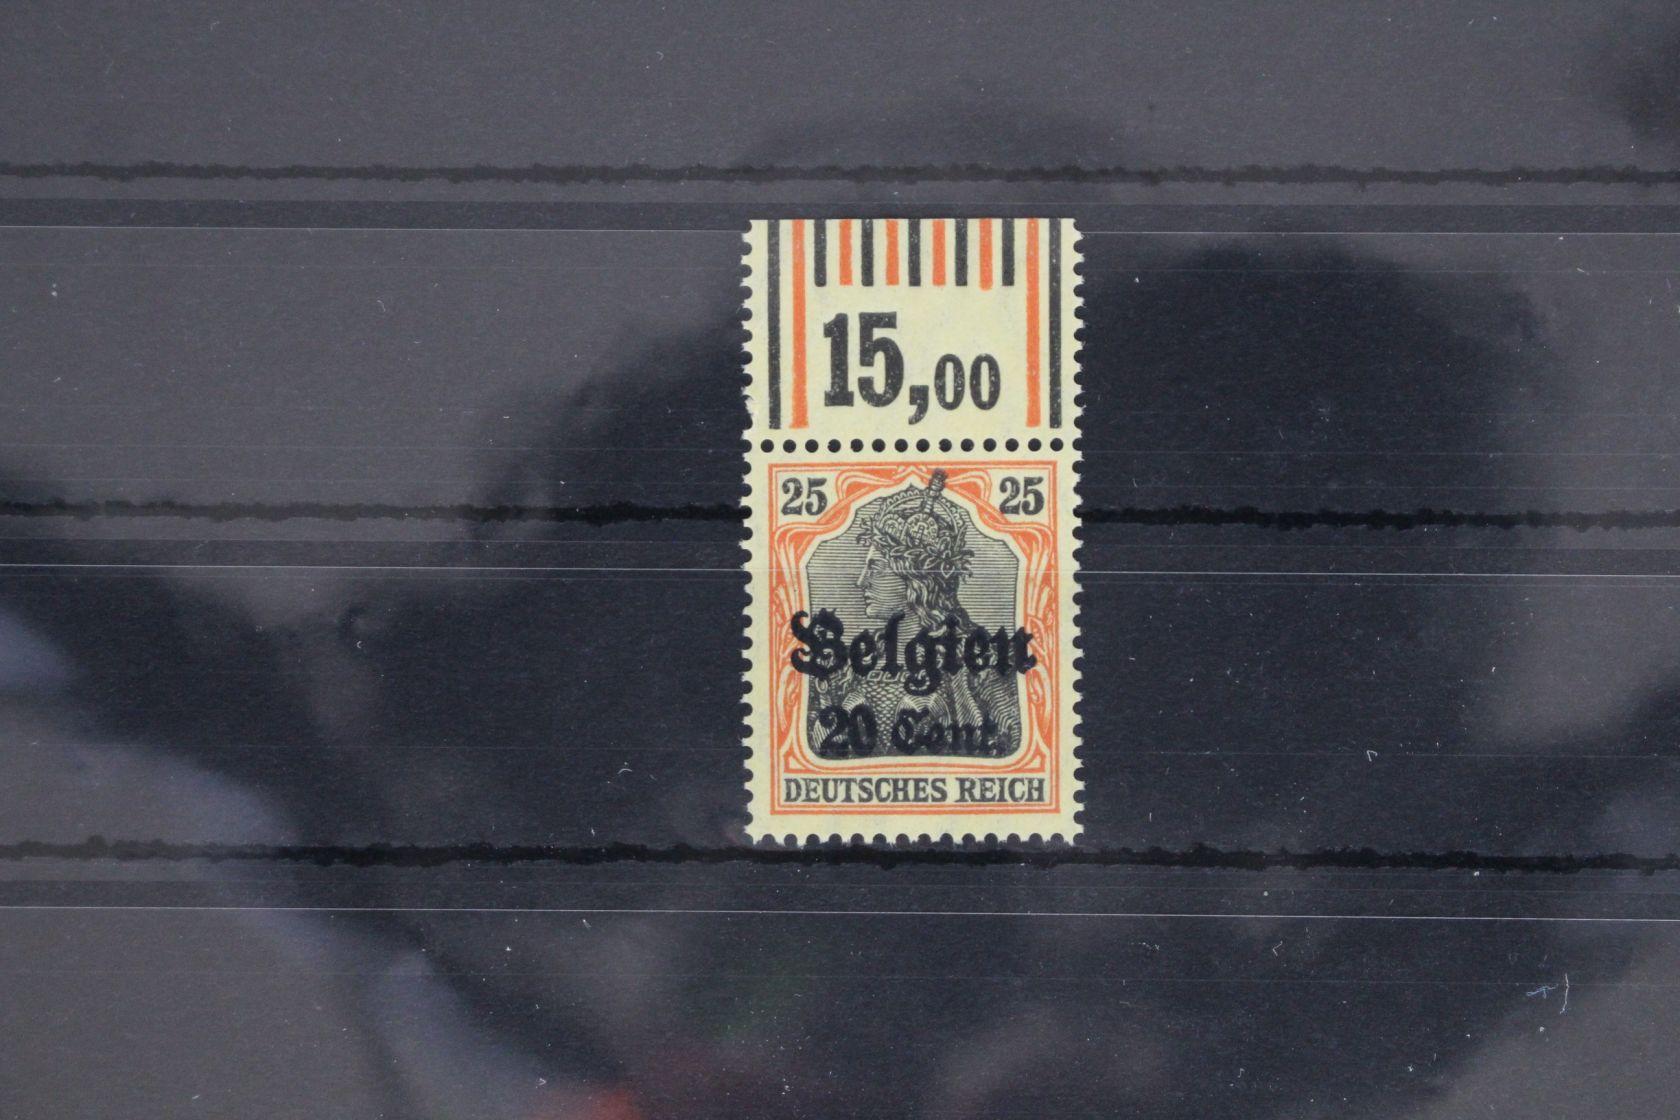 15,00
25 25
Belgien
20 Cent.
DEUTSCHES REICH